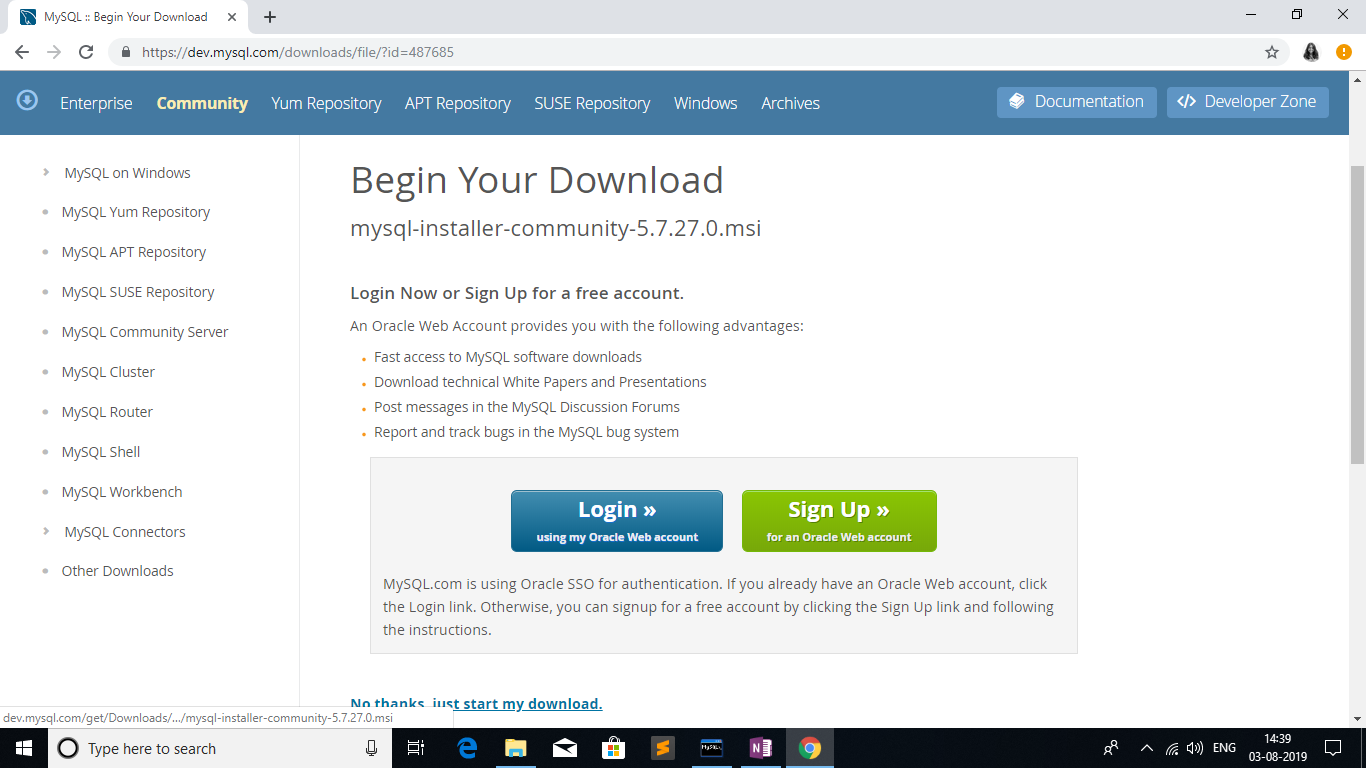 MySQL :: Begin Your Download
https://dev.mysql.com/downloads/file/?id=487685
Enterprise Community Yum Repository APT Repository SUSE Repository Windows Archives Documentation Developer Zone
MySQL on Windows
MySQL Yum Repository
MySQL APT Repository
MySQL SUSE Repository
MySQL Community Server
MySQL Cluster
MySQL Router
MySQL Shell
MySQL Workbench
MySQL Connectors
Other Downloads
Begin Your Download
mysql-installer-community-5.7.27.0.msi
Login Now or Sign Up for a free account.
An Oracle Web Account provides you with the following advantages:
Fast access to MySQL software downloads
Download technical White Papers and Presentations
Post messages in the MySQL Discussion Forums
Report and track bugs in the MySQL bug system
Login »
using my Oracle Web account
Sign Up »
for an Oracle Web account
MySQL.com is using Oracle SSO for authentication. If you already have an Oracle Web account, click
the Login link. Otherwise, you can signup for a free account by clicking the Sign Up link and following
the instructions.
No thanks, just start my download.
dev.mysql.com/get/Downloads/.../mysql-installer-community-5.7.27.0.msi
Type here to search
ENG
14:39
03-08-2019